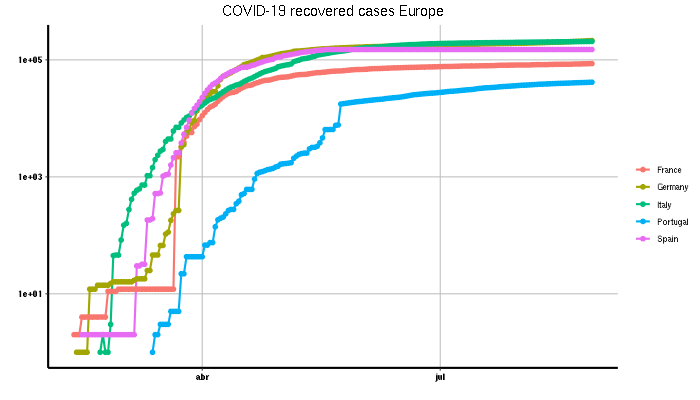 COVID-19 recovered cases Europe
1e+05
1e+03
1e+01
abr
jul
France
Germany
Italy
Portugal
Spain